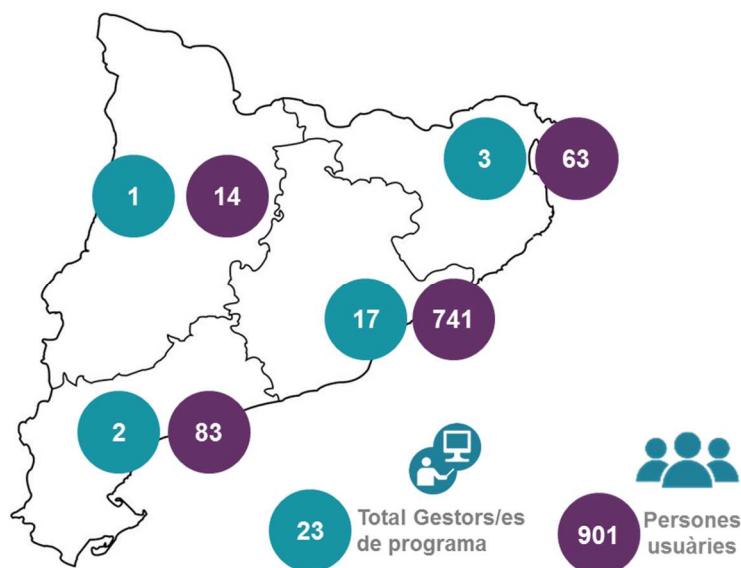 3 63
1 14
17 741
2 83
23 Total Gestors/es
de programa
901 Persones
usuàries